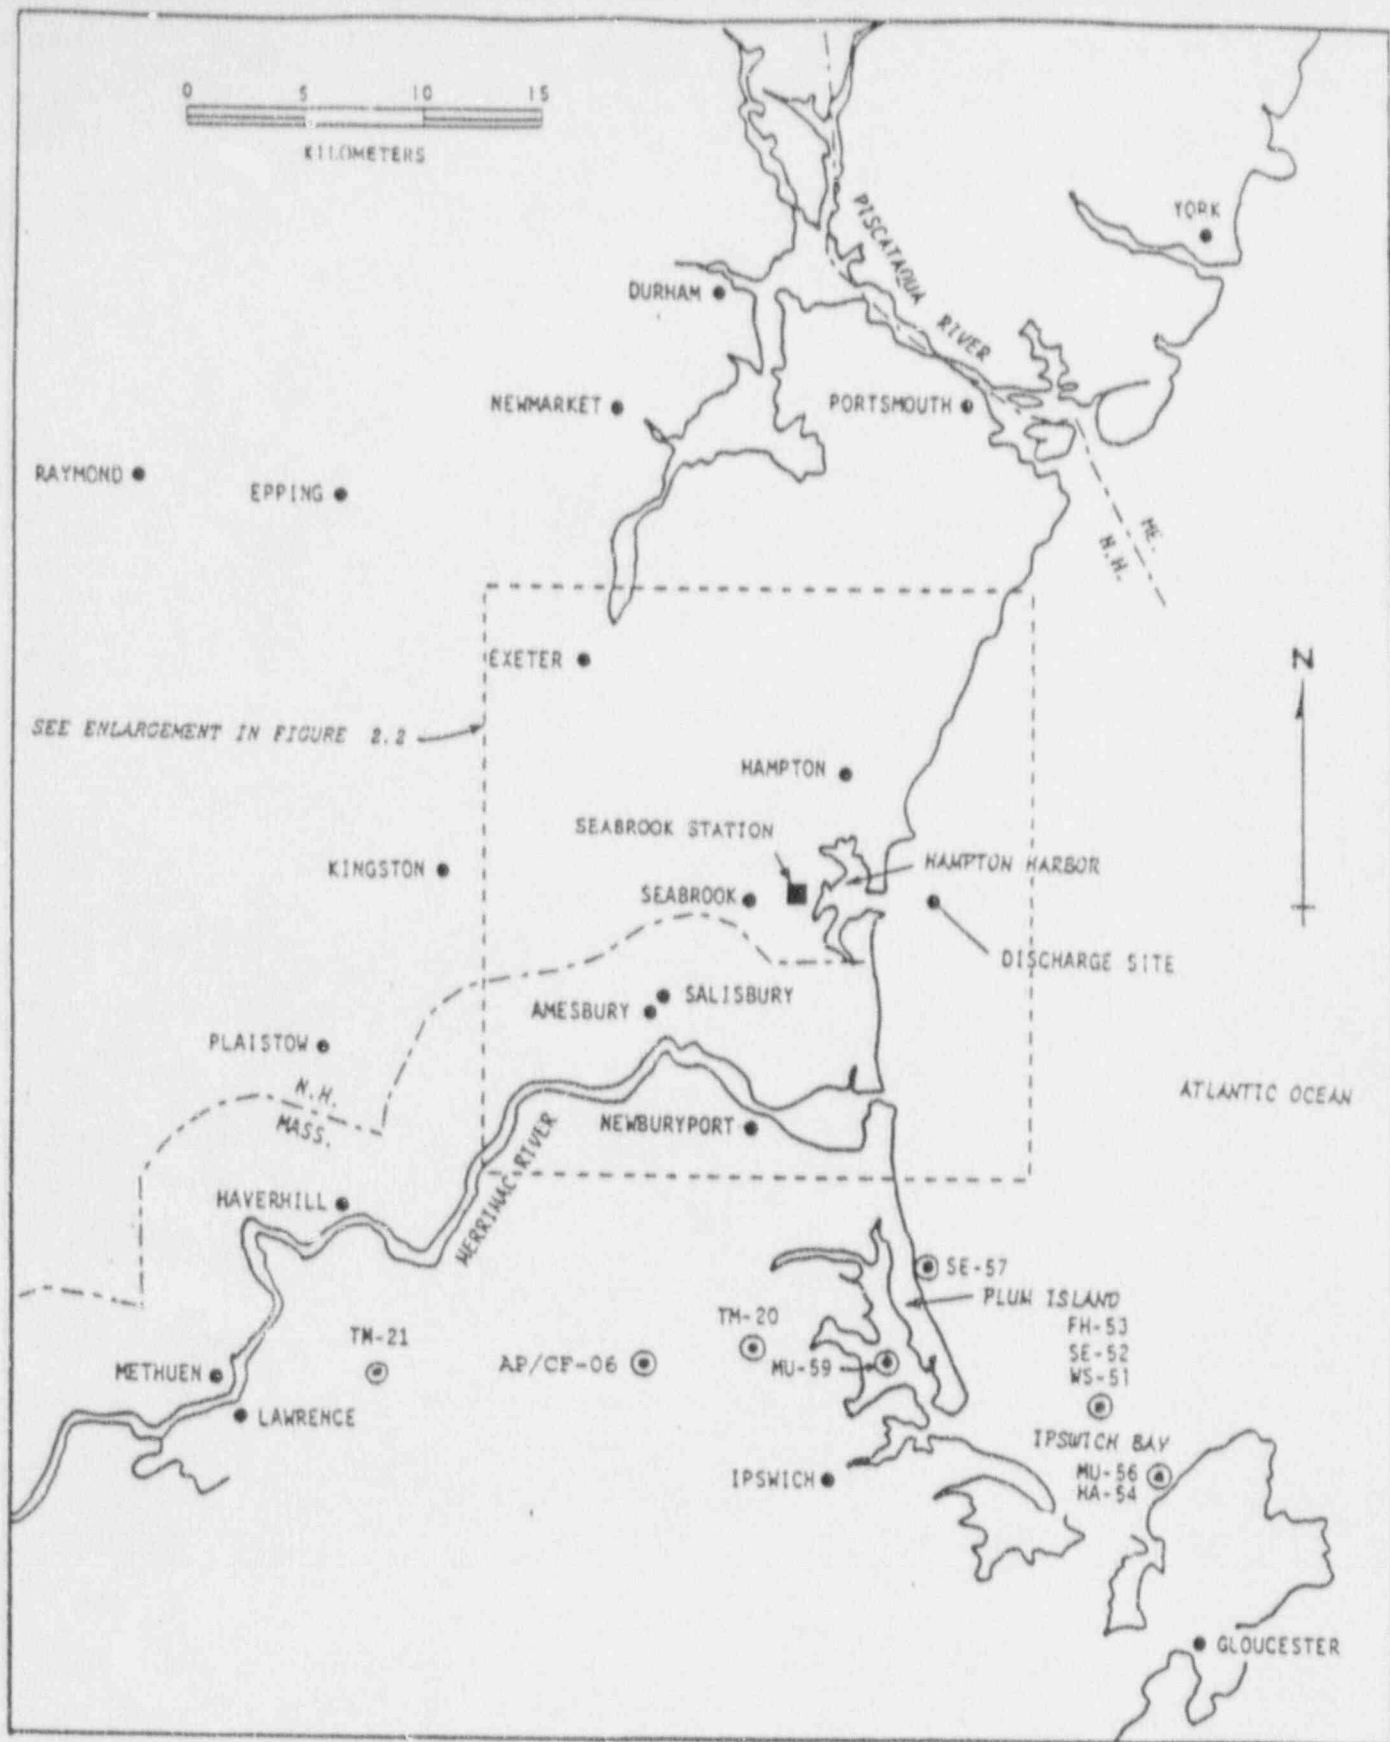 0 5 10 15
KILOMETERS
YORK
PISCATAQUA RIVER
DURHAM
NEWMARKET
PORTSMOUTH
RAYMOND
EPPING
ME.
N.H.
EXETER
N
SEE ENLARGEMENT IN FIGURE 2.2
HAMPTON
SEABROOK STATION
HAMPTON HARBOR
KINGSTON
SEABROOK
DISCHARGE SITE
SALISBURY
AMESBURY
PLAISTOW
N.H.
MASS.
ATLANTIC OCEAN
NEWBURYPORT
MERRIMAC RIVER
HAVERHILL
SE-57
PLUM ISLAND
TM-20
FH-53
TM-21
SE-52
AP/CF-06
MU-59
WS-51
METHUEN
LAWRENCE
IPSWICH BAY
IPSWICH
MU-56
HA-54
GLOUCESTER